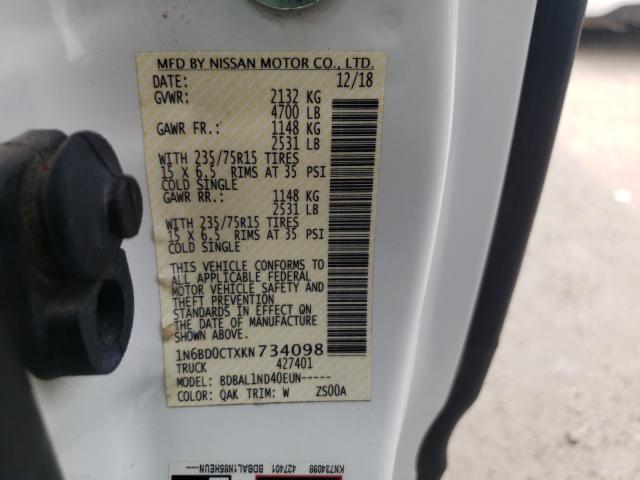 MFD BY NISSAN MOTOR CO., LTD.
DATE: 12/18
GVWR: 2132 KG
4700 LB
GAWR FR.: 1148 KG
2531 LB
WITH 235/75R15 TIRES
15 X 6.5 RIMS AT 35 PSI
COLD SINGLE
GAWR RR.: 1148 KG
2531 LB
WITH 235/75R15 TIRES
15 X 6.5 RIMS AT 35 PSI
COLD SINGLE
THIS VEHICLE CONFORMS TO
ALL APPLICABLE FEDERAL
MOTOR VEHICLE SAFETY AND
THEFT PREVENTION
STANDARDS IN EFFECT ON
THE DATE OF MANUFACTURE
SHOWN ABOVE.
1N6BD0CTXKN734098
TRUCK 427401
MODEL: BDBAL1ND40EUN-----
COLOR: QAK TRIM: W ZS00A
KN734098 427401 BDBAL1N86HEUN-----